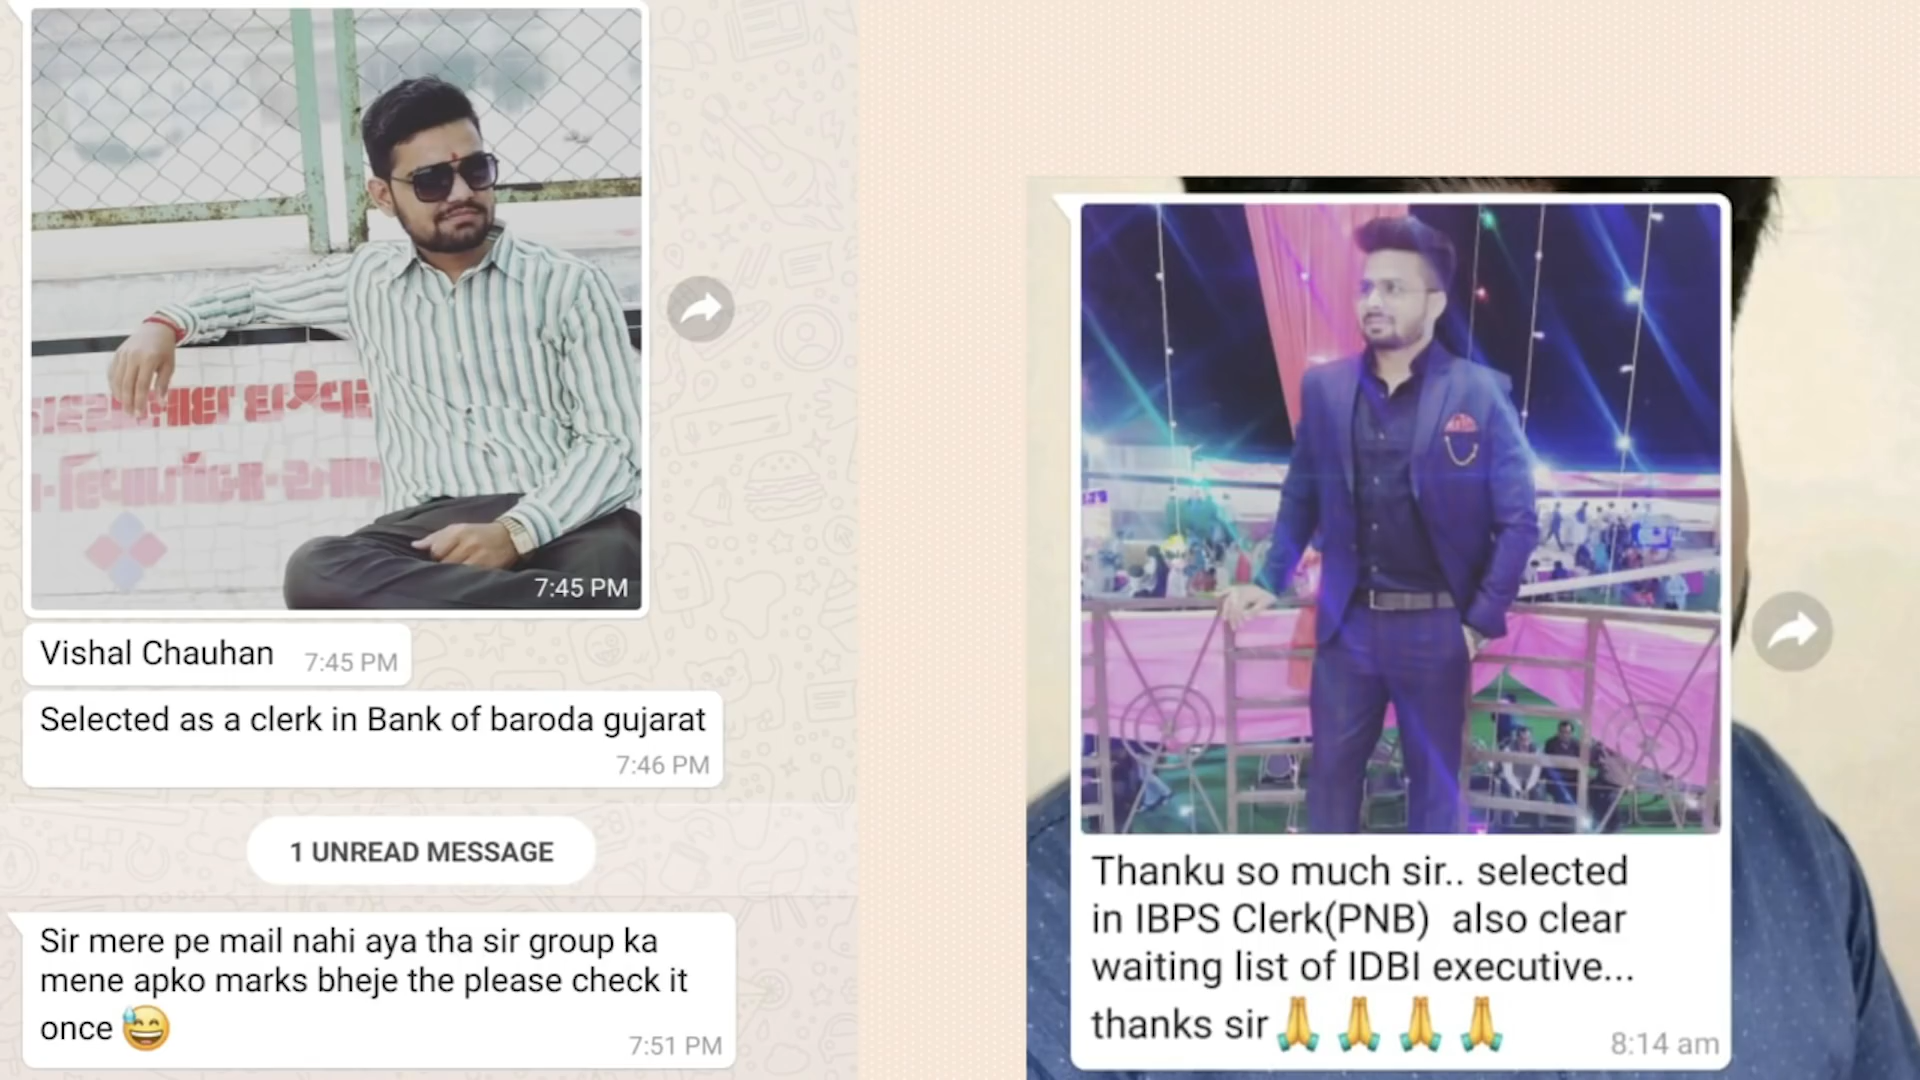 7:45 PM
Vishal Chauhan 7:45 PM
Selected as a clerk in Bank of baroda gujarat
7:46 PM
1 UNREAD MESSAGE
Sir mere pe mail nahi aya tha sir group ka
mene apko marks bheje the please check it
once 😅
7:51 PM
Thanku so much sir.. selected
in IBPS Clerk(PNB) also clear
waiting list of IDBI executive...
thanks sir🙏🙏🙏🙏
8:14 am